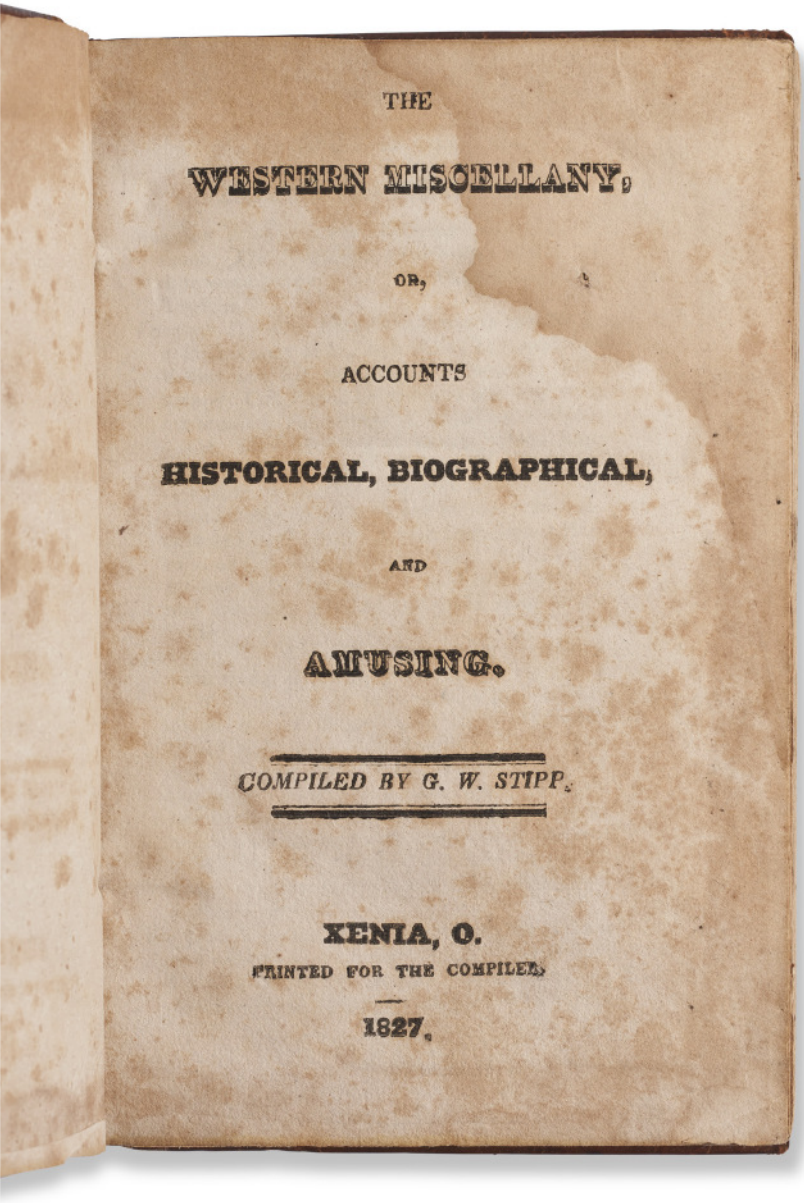 THE
WESTERN MISCELLANY,
OR,
ACCOUNTS
HISTORICAL, BIOGRAPHICAL,
AND
AMUSING.
COMPILED BY G. W. STIPP.
XENIA, O.
PRINTED FOR THE COMPILER,
1827.